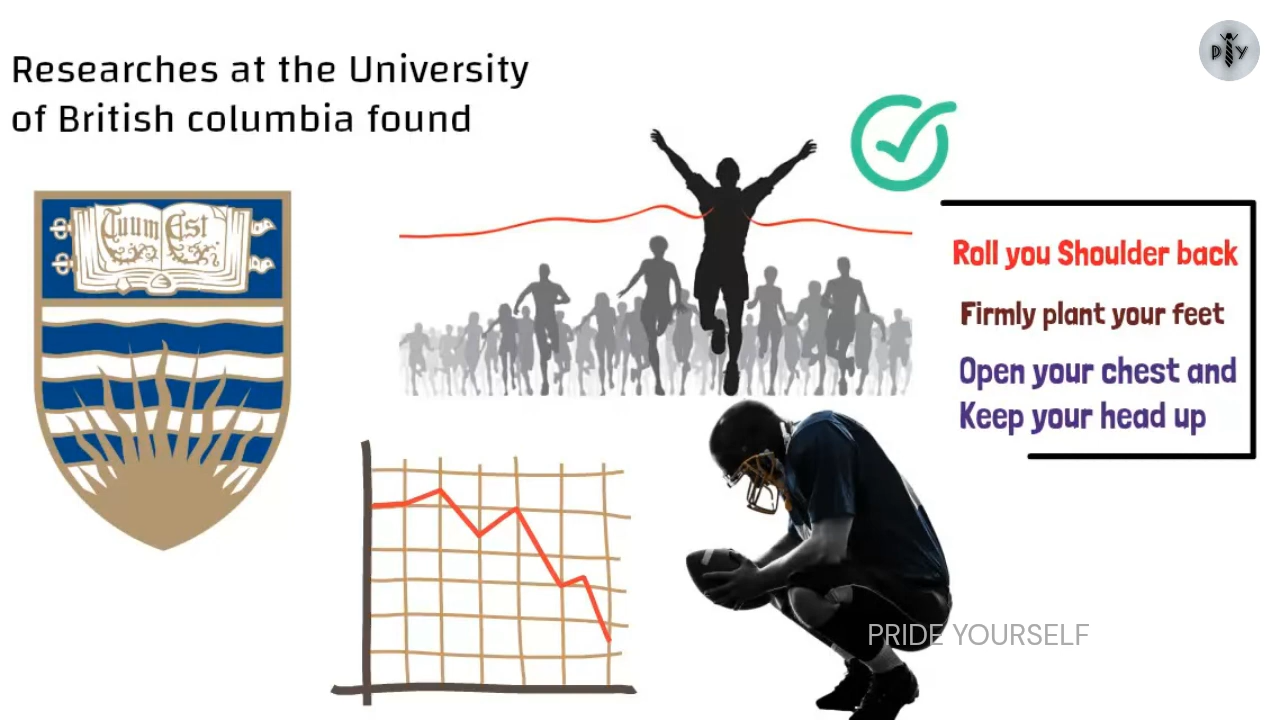 Researches at the University
of British columbia found
Tuum Est
Roll you Shoulder back
Firmly plant your feet
Open your chest and
Keep your head up
PRIDE YOURSELF
P Y